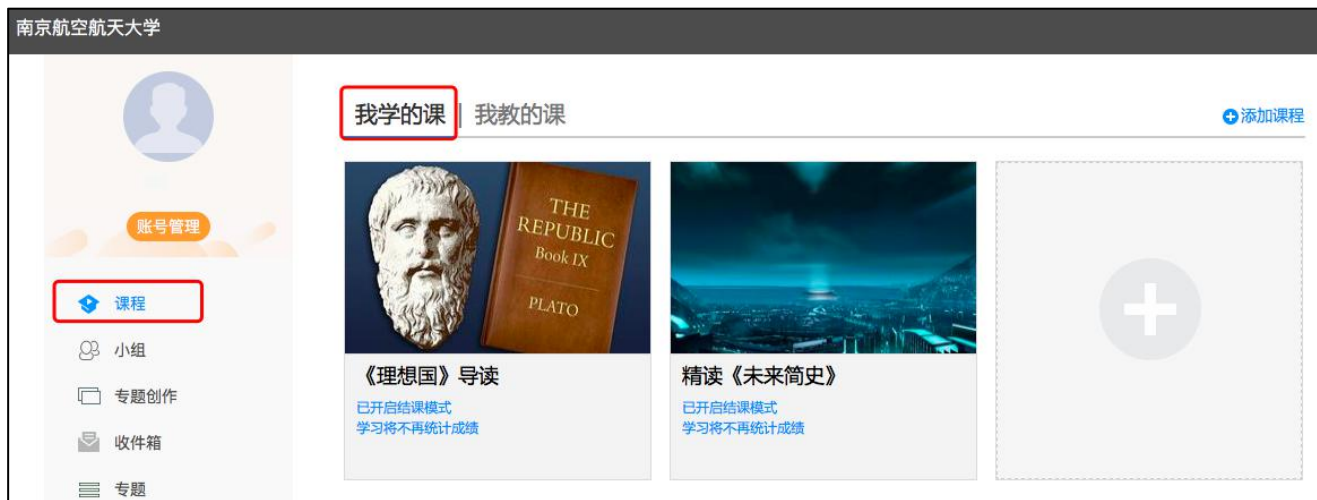 南京航空航天大学
账号管理
课程
小组
专题创作
收件箱
专题
我学的课 | 我教的课
添加课程
THE
REPUBLIC
Book IX
PLATO
《理想国》导读
已开启结课模式
学习将不再统计成绩
精读《未来简史》
已开启结课模式
学习将不再统计成绩